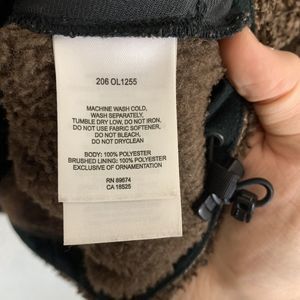 206 OL1255
MACHINE WASH COLD,
WASH SEPARATELY,
TUMBLE DRY LOW, DO NOT IRON,
DO NOT USE FABRIC SOFTENER,
DO NOT BLEACH,
DO NOT DRYCLEAN
BODY: 100% POLYESTER
BRUSHED LINING: 100% POLYESTER
EXCLUSIVE OF ORNAMENTATION
RN 89674
CA 18525